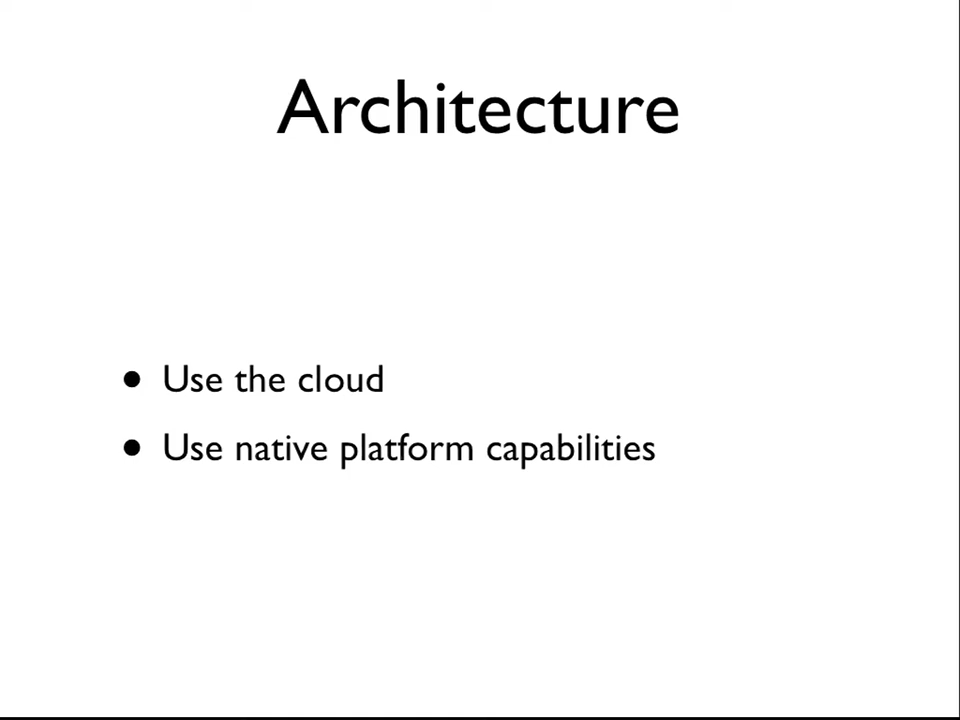 Architecture
• Use the cloud
• Use native platform capabilities